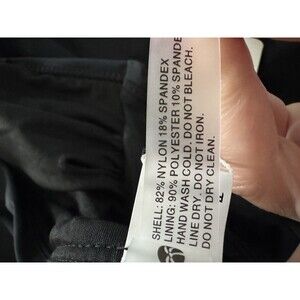 SHELL: 82% NYLON 18% SPANDEX
LINING: 90% POLYESTER 10% SPANDE
HAND WASH COLD. DO NOT BLEACH.
LINE DRY. DO NOT IRON.
DO NOT DRY CLEAN.